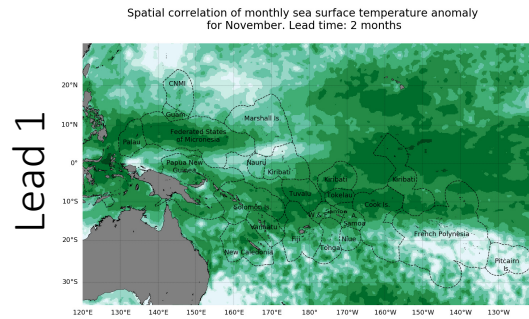 Spatial correlation of monthly sea surface temperature anomaly
for November. Lead time: 2 months
Lead 1
20°N
10°N
0°
10°S
20°S
30°S
CNMI
Guam
Marshall Is.
Palau
Federated States
of Micronesia
Papua New
Guinea
Nauru
Kiribati
Kiribati
Kiribati
Solomon Is.
Tuvalu
Tokelau
Cook Is.
W & F
Samoa
A.
Samoa
Vanuatu
Fiji
Tonga
Niue
French Polynesia
New Caledonia
Pitcairn
Is.
120°E
130°E
140°E
150°E
160°E
170°E
180°
170°W
160°W
150°W
140°W
130°W